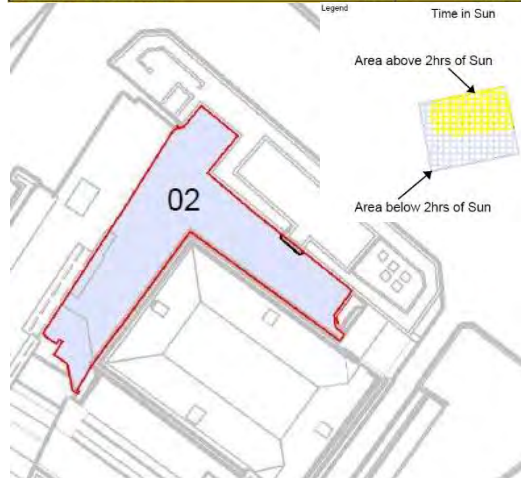 Legend
Time in Sun
Area above 2hrs of Sun
02
Area below 2hrs of Sun